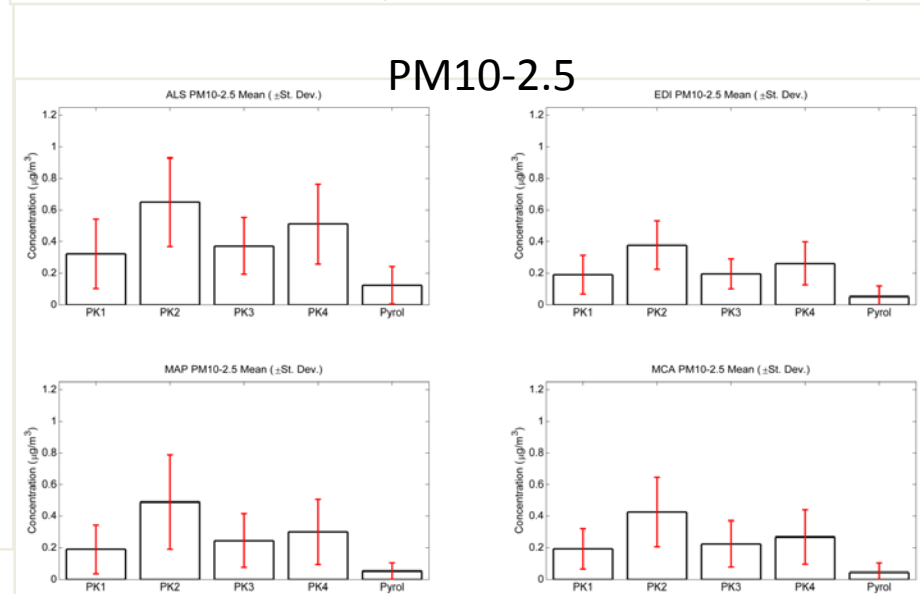 PM10-2.5
ALS PM10-2.5 Mean (±St. Dev.)
Concentration (μg/m³)
1.2
1
0.8
0.6
0.4
0.2
0
PK1 PK2 PK3 PK4 Pyrol
EDI PM10-2.5 Mean (±St. Dev.)
Concentration (μg/m³)
1.2
1
0.8
0.6
0.4
0.2
0
PK1 PK2 PK3 PK4 Pyrol
MAP PM10-2.5 Mean (±St. Dev.)
Concentration (μg/m³)
1.2
1
0.8
0.6
0.4
0.2
0
PK1 PK2 PK3 PK4 Pyrol
MCA PM10-2.5 Mean (±St. Dev.)
Concentration (μg/m³)
1.2
1
0.8
0.6
0.4
0.2
0
PK1 PK2 PK3 PK4 Pyrol